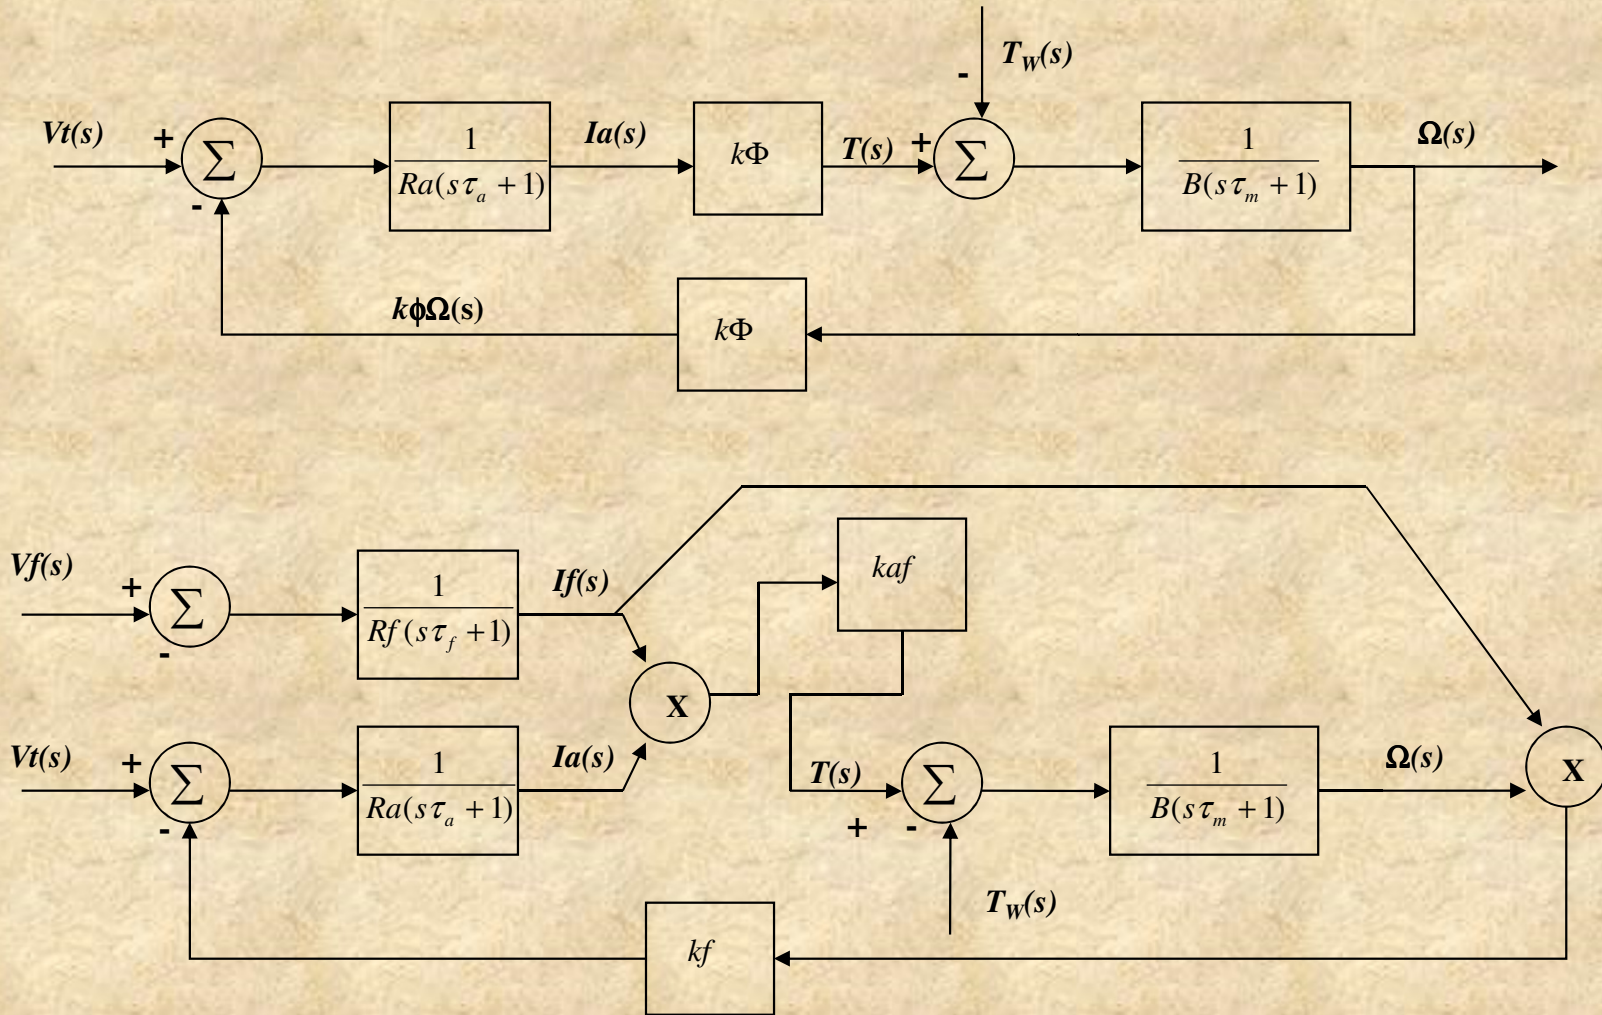 T_W(s)
-
Vt(s) + Σ - 1/Ra(sτ_a + 1) Ia(s) kΦ T(s) + Σ 1/B(sτ_m + 1) Ω(s)
kϕΩ(s) kΦ
Vf(s) + Σ - 1/Rf(sτ_f + 1) If(s) kaf
X
Vt(s) + Σ - 1/Ra(sτ_a + 1) Ia(s) T(s) + Σ - 1/B(sτ_m + 1) Ω(s) X
T_W(s)
kf